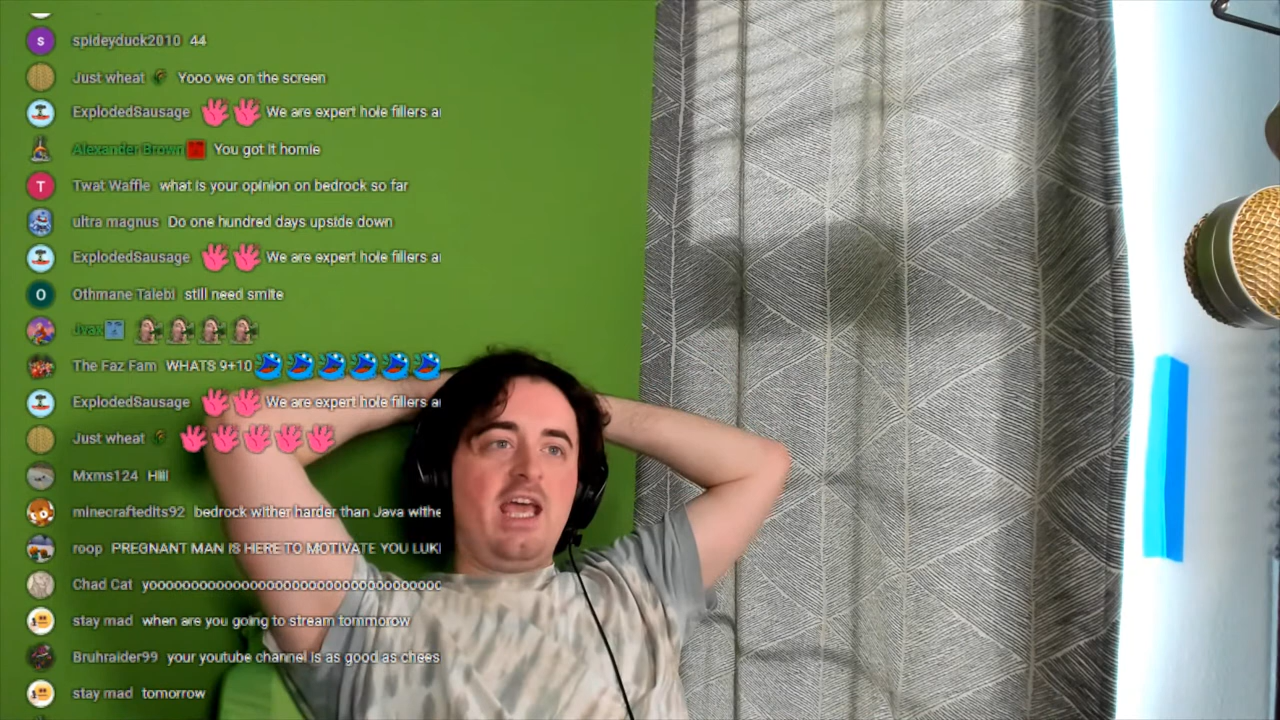 S spideyduck2010 44
Just wheat Yooo we on the screen
ExplodedSausage We are expert hole fillers a
Alexander Brown You got it homie
T Twat Waffle what is your opinion on bedrock so far
ultra magnus Do one hundred days upside down
ExplodedSausage We are expert hole fillers a
O Othmane Talebi still need smite
Jvax
The Faz Fam WHATS 9+10
ExplodedSausage We are expert hole fillers a
Just wheat
Mxms124 Hiii
minecraftedits92 bedrock wither harder than Java withe
roop PREGNANT MAN IS HERE TO MOTIVATE YOU LUK
Chad Cat yooooooooooooooooooooooooooooooooooooo
stay mad when are you going to stream tommorow
Bruhraider99 your youtube channel is as good as chees
stay mad tomorrow